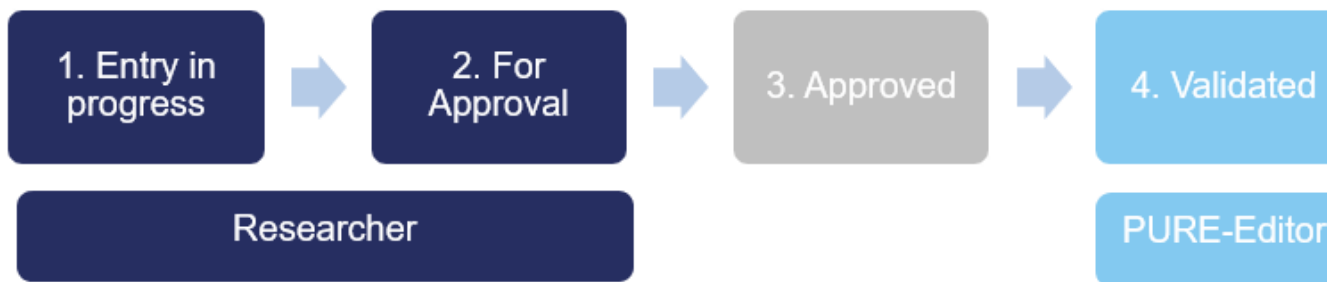 1. Entry in
progress
2. For
Approval
3. Approved
4. Validated
Researcher
PURE-Editor